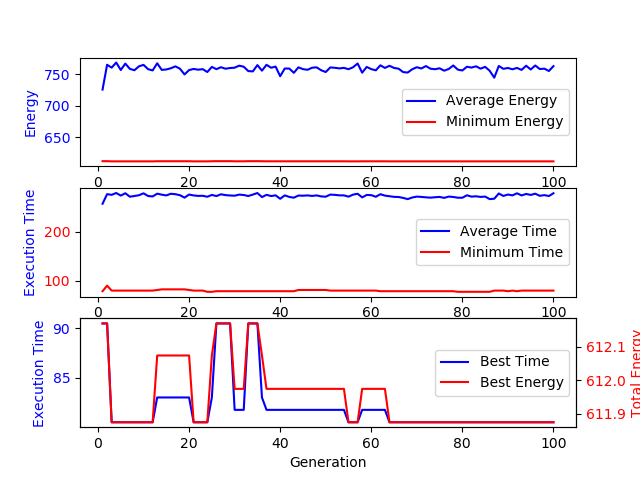 750
700
650
Energy
Average Energy
Minimum Energy
0 20 40 60 80 100
200
100
Execution Time
Average Time
Minimum Time
0 20 40 60 80 100
90
85
Execution Time
Best Time
Best Energy
612.1
612.0
611.9
Total Energy
0 20 40 60 80 100
Generation